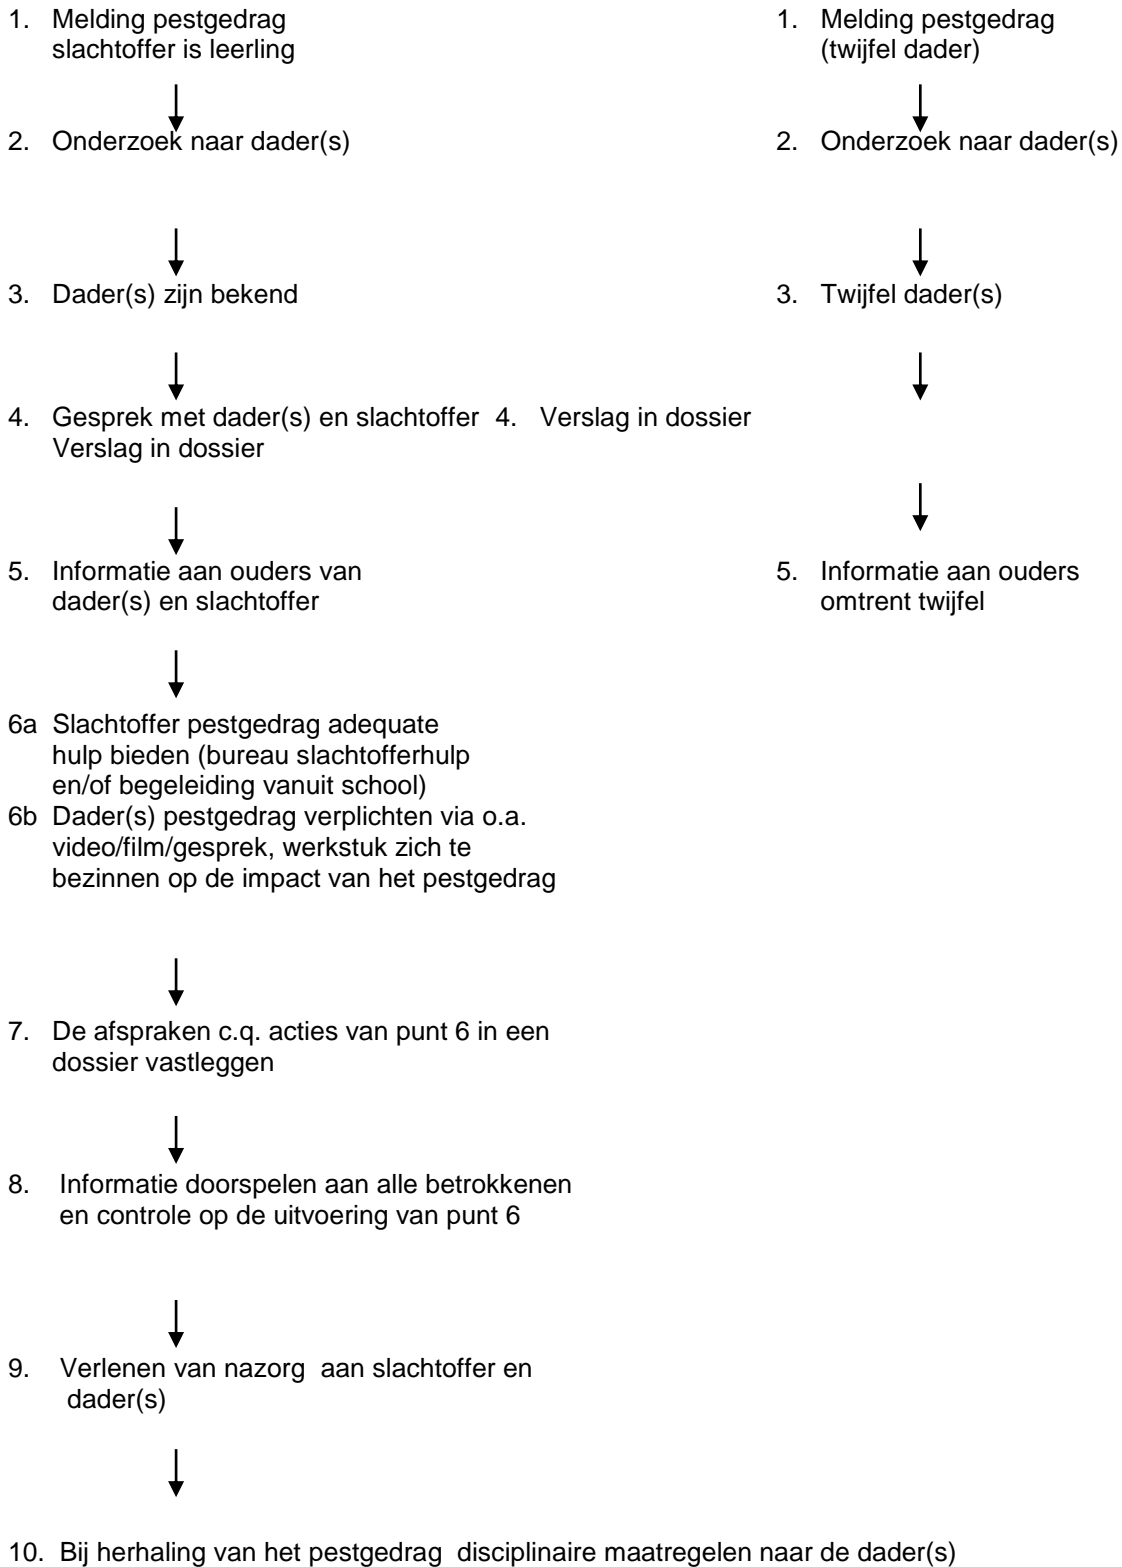 1. Melding pestgedrag
slachtoffer is leerling
2. Onderzoek naar dader(s)
3. Dader(s) zijn bekend
4. Gesprek met dader(s) en slachtoffer
Verslag in dossier
5. Informatie aan ouders van
dader(s) en slachtoffer
6a Slachtoffer pestgedrag adequate
hulp bieden (bureau slachtofferhulp
en/of begeleiding vanuit school)
6b Dader(s) pestgedrag verplichten via o.a.
video/film/gesprek, werkstuk zich te
bezinnen op de impact van het pestgedrag
7. De afspraken c.q. acties van punt 6 in een
dossier vastleggen
8. Informatie doorspelen aan alle betrokkenen
en controle op de uitvoering van punt 6
9. Verlenen van nazorg aan slachtoffer en
dader(s)
10. Bij herhaling van het pestgedrag disciplinaire maatregelen naar de dader(s)
1. Melding pestgedrag
(twijfel dader)
2. Onderzoek naar dader(s)
3. Twijfel dader(s)
4. Verslag in dossier
5. Informatie aan ouders
omtrent twijfel